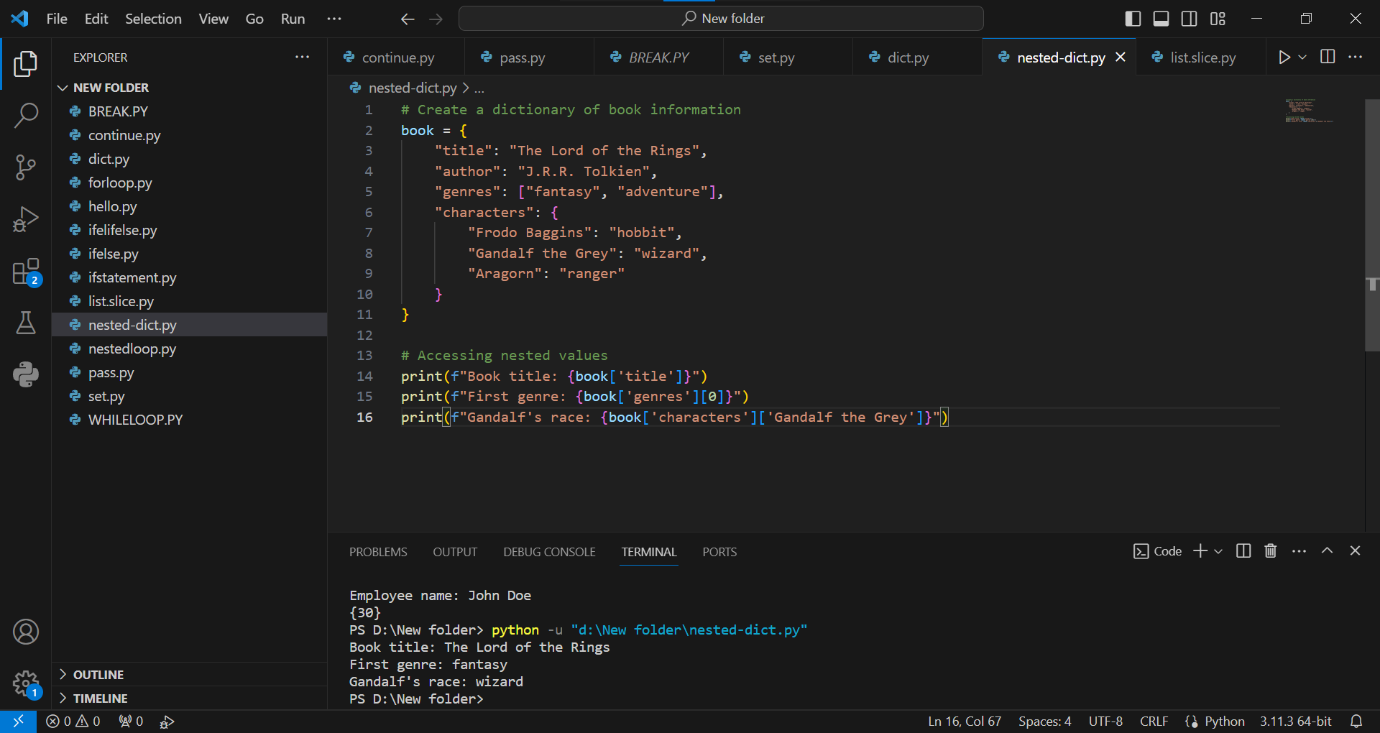 File Edit Selection View Go Run ··· New folder
EXPLORER ···
NEW FOLDER
BREAK.PY
continue.py
dict.py
forloop.py
hello.py
ifelifelse.py
ifelse.py
ifstatement.py
list.slice.py
nested-dict.py
nestedloop.py
pass.py
set.py
WHILELOOP.PY
OUTLINE
TIMELINE
2
1
continue.py pass.py BREAK.PY set.py dict.py nested-dict.py list.slice.py
nested-dict.py > ...
1 # Create a dictionary of book information
2 book = {
3     "title": "The Lord of the Rings",
4     "author": "J.R.R. Tolkien",
5     "genres": ["fantasy", "adventure"],
6     "characters": {
7         "Frodo Baggins": "hobbit",
8         "Gandalf the Grey": "wizard",
9         "Aragorn": "ranger"
10     }
11 }
12
13 # Accessing nested values
14 print(f"Book title: {book['title']}")
15 print(f"First genre: {book['genres'][0]}")
16 print(f"Gandalf's race: {book['characters']['Gandalf the Grey']}")
PROBLEMS OUTPUT DEBUG CONSOLE TERMINAL PORTS Code
Employee name: John Doe
{30}
PS D:\New folder> python -u "d:\New folder\nested-dict.py"
Book title: The Lord of the Rings
First genre: fantasy
Gandalf's race: wizard
PS D:\New folder>
0 0 0 Ln 16, Col 67 Spaces: 4 UTF-8 CRLF Python 3.11.3 64-bit